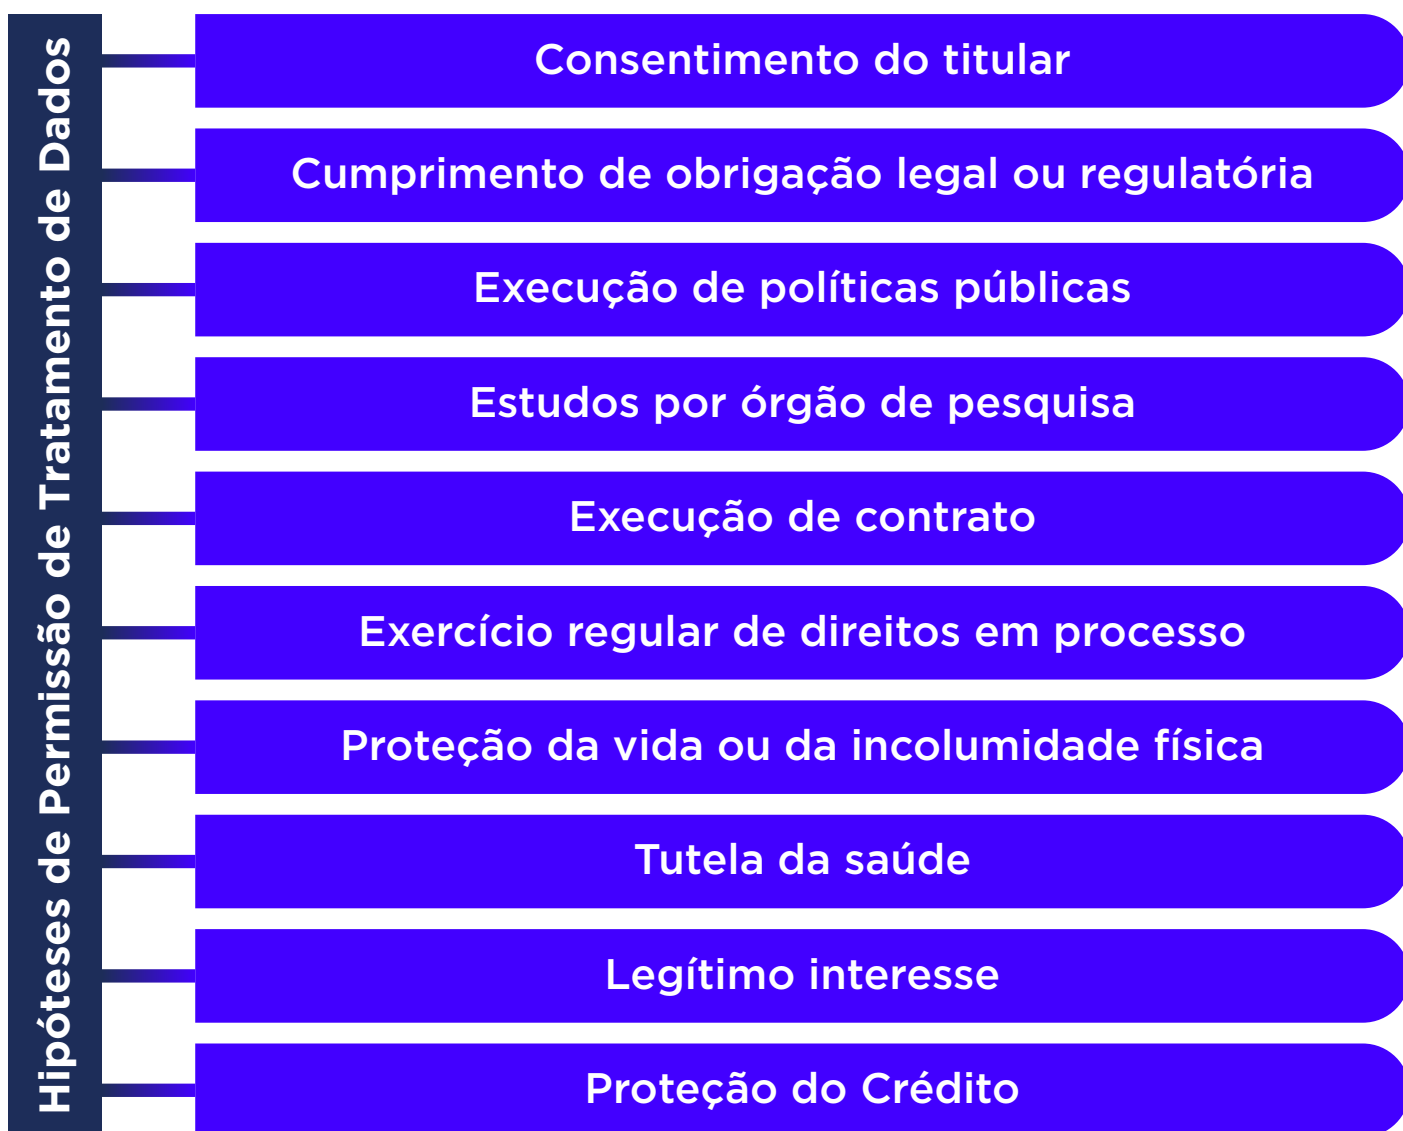 Hipóteses de Permissão de Tratamento de Dados
Consentimento do titular
Cumprimento de obrigação legal ou regulatória
Execução de políticas públicas
Estudos por órgão de pesquisa
Execução de contrato
Exercício regular de direitos em processo
Proteção da vida ou da incolumidade física
Tutela da saúde
Legítimo interesse
Proteção do Crédito